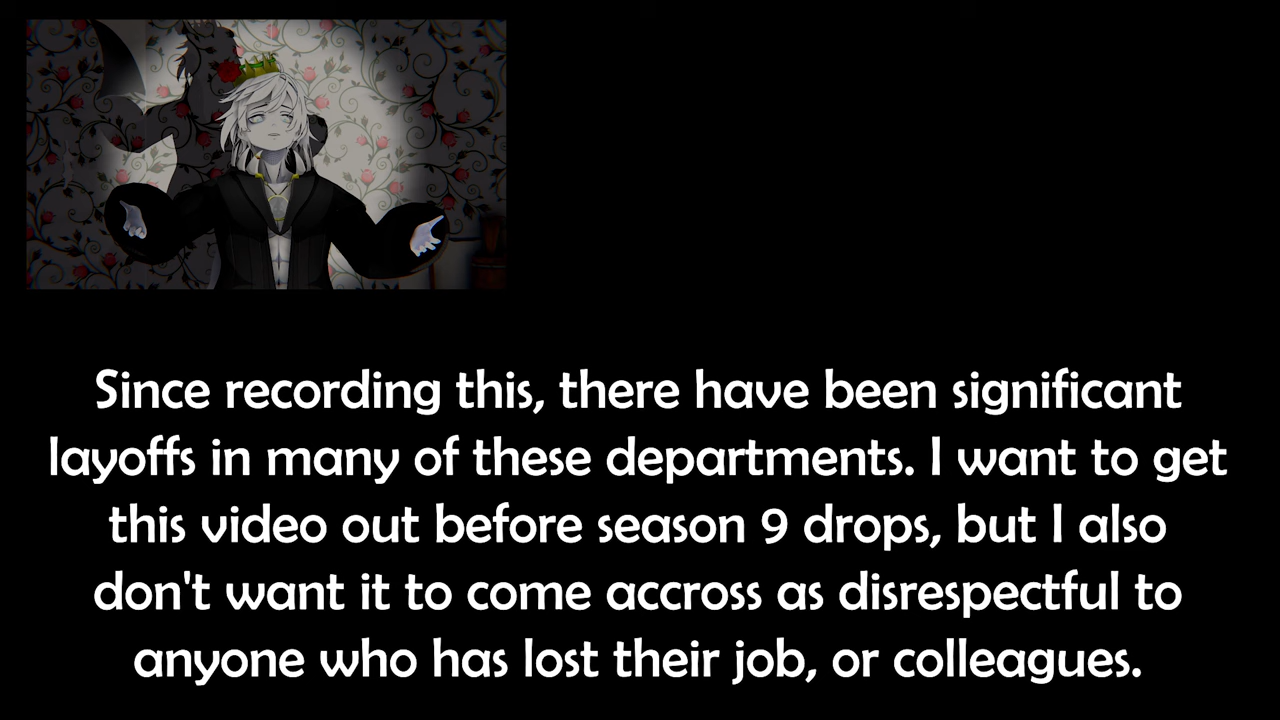 Since recording this, there have been significant
layoffs in many of these departments. I want to get
this video out before season 9 drops, but I also
don't want it to come accross as disrespectful to
anyone who has lost their job, or colleagues.